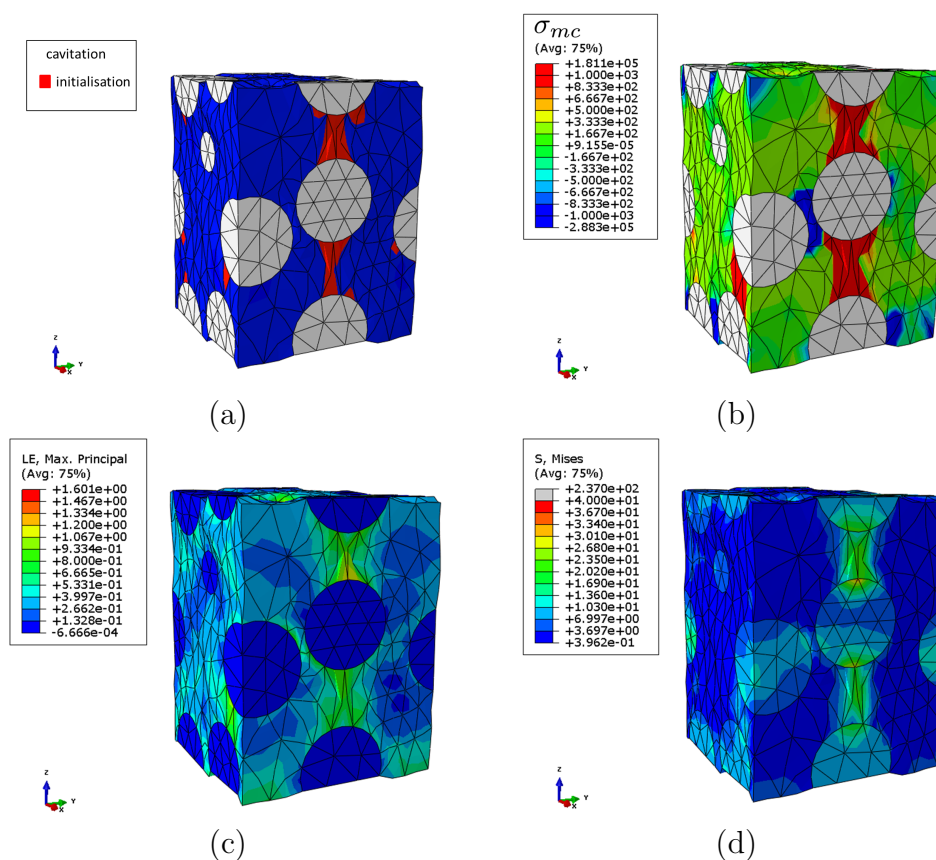 cavitation
initialisation
Z
Y
X
(a)
σmc
(Avg: 75%)
+1.811e+05
+1.000e+03
+8.333e+02
+6.667e+02
+5.000e+02
+3.333e+02
+1.667e+02
+9.155e-05
-1.667e+02
-3.333e+02
-5.000e+02
-6.667e+02
-8.333e+02
-1.000e+03
-2.883e+05
Z
Y
X
(b)
LE, Max. Principal
(Avg: 75%)
+1.601e+00
+1.467e+00
+1.334e+00
+1.200e+00
+1.067e+00
+9.334e-01
+8.000e-01
+6.665e-01
+5.331e-01
+3.997e-01
+2.662e-01
+1.328e-01
-6.666e-04
Z
Y
X
(c)
S, Mises
(Avg: 75%)
+2.370e+02
+4.000e+01
+3.670e+01
+3.340e+01
+3.010e+01
+2.680e+01
+2.350e+01
+2.020e+01
+1.690e+01
+1.360e+01
+1.030e+01
+6.997e+00
+3.697e+00
+3.962e-01
Z
Y
X
(d)